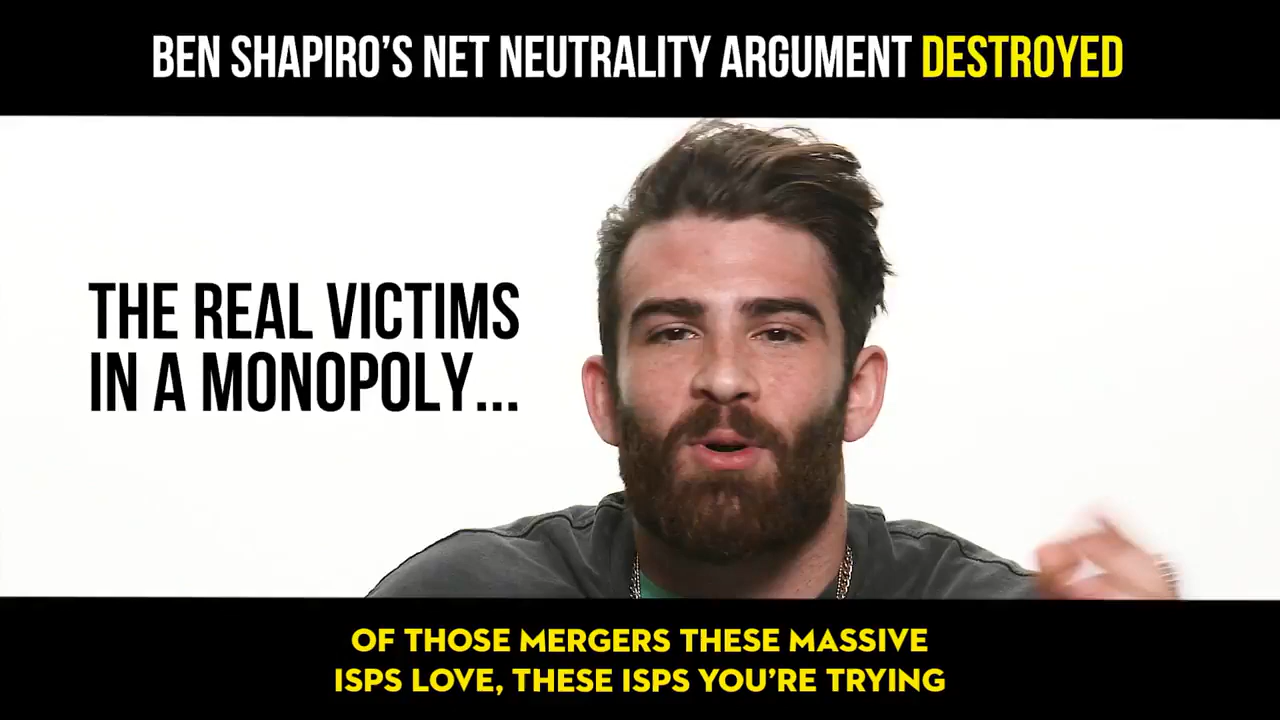 BEN SHAPIRO’S NET NEUTRALITY ARGUMENT DESTROYED
THE REAL VICTIMS
IN A MONOPOLY...
OF THOSE MERGERS THESE MASSIVE
ISPS LOVE, THESE ISPS YOU’RE TRYING